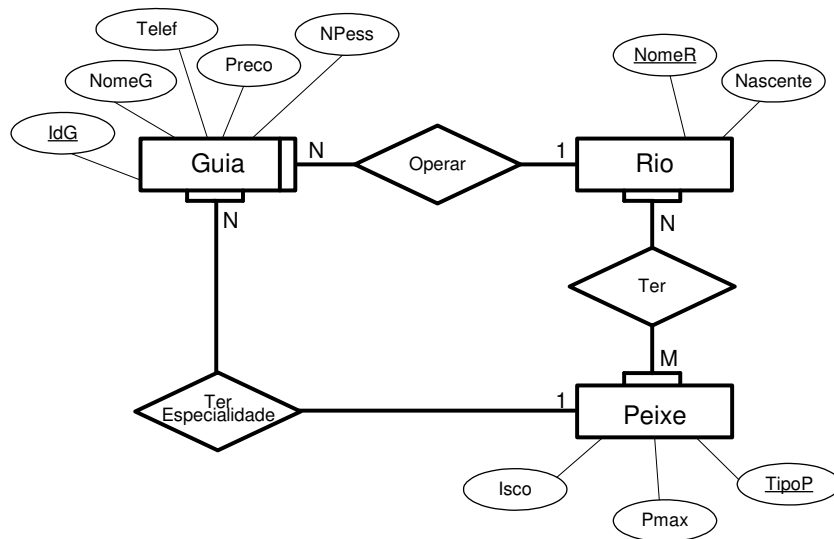 Telef
NPess
NomeG
Preco
NomeR
Nascente
IdG
Guia
N
Operar
1
Rio
N
N
Ter
M
Ter
Especialidade
1
Peixe
Isco
TipoP
Pmax